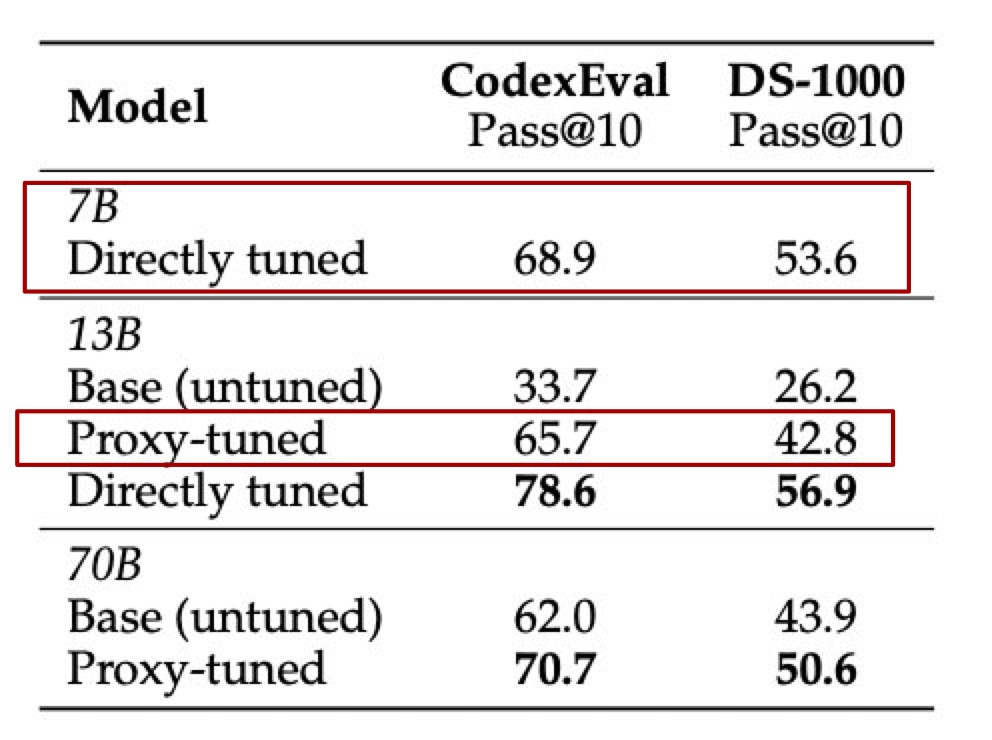 Model CodexEval DS-1000
Pass@10 Pass@10
7B
Directly tuned 68.9 53.6
13B
Base (untuned) 33.7 26.2
Proxy-tuned 65.7 42.8
Directly tuned 78.6 56.9
70B
Base (untuned) 62.0 43.9
Proxy-tuned 70.7 50.6